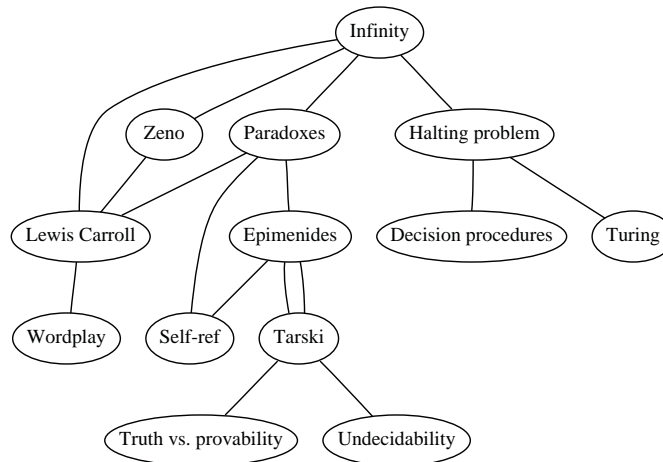 Infinity
Zeno
Paradoxes
Halting problem
Lewis Carroll
Epimenides
Decision procedures
Turing
Wordplay
Self-ref
Tarski
Truth vs. provability
Undecidability